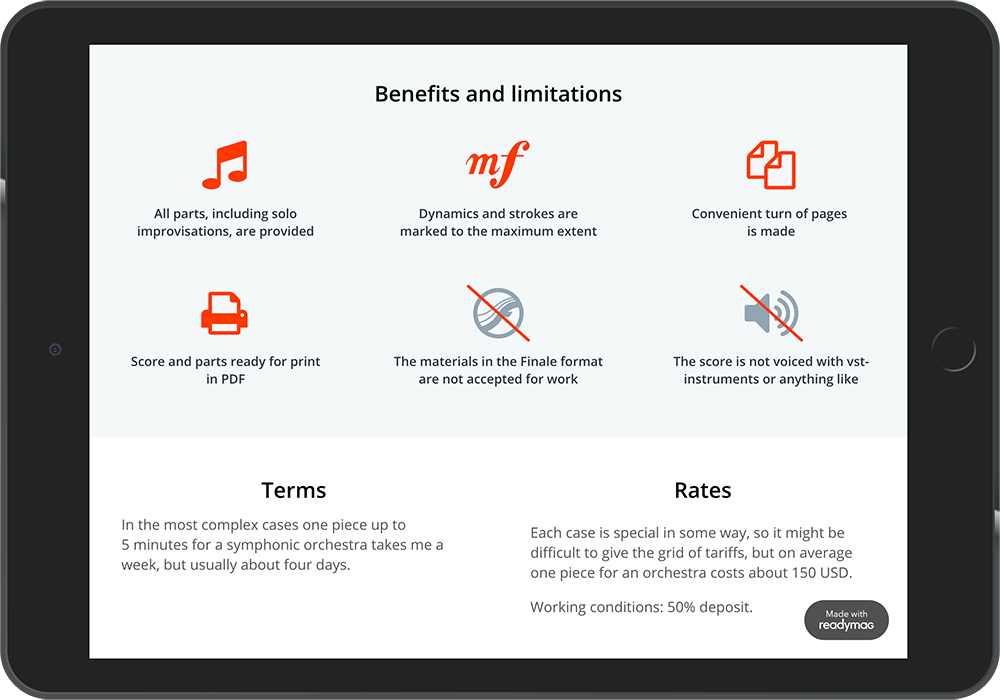 Benefits and limitations
mf
All parts, including solo
improvisations, are provided
Dynamics and strokes are
marked to the maximum extent
Convenient turn of pages
is made
Score and parts ready for print
in PDF
The materials in the Finale format
are not accepted for work
The score is not voiced with vst-
instruments or anything like
Terms
In the most complex cases one piece up to
5 minutes for a symphonic orchestra takes me a
week, but usually about four days.
Rates
Each case is special in some way, so it might be
difficult to give the grid of tariffs, but on average
one piece for an orchestra costs about 150 USD.
Working conditions: 50% deposit.
Made with
readymag